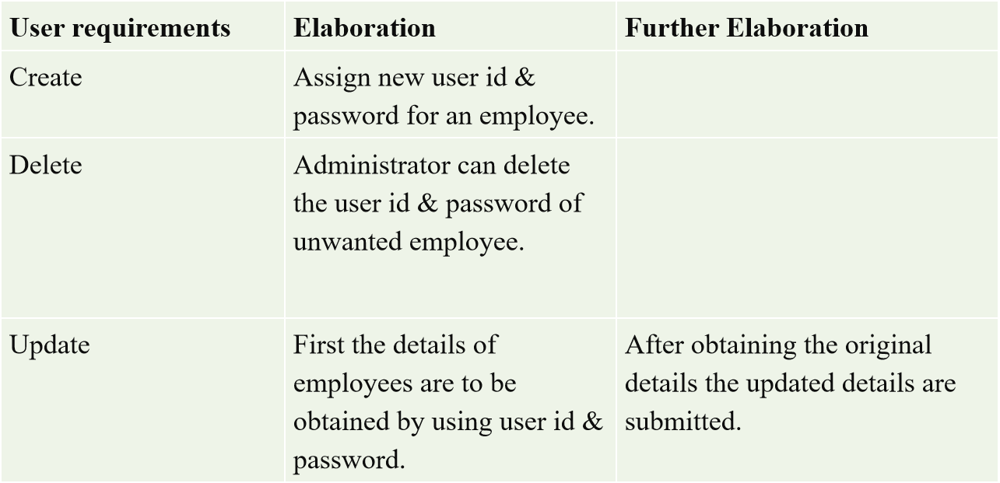 User requirements
Elaboration
Further Elaboration
Create
Assign new user id &
password for an employee.
Delete
Administrator can delete
the user id & password of
unwanted employee.
Update
First the details of
employees are to be
obtained by using user id &
password.
After obtaining the original
details the updated details are
submitted.